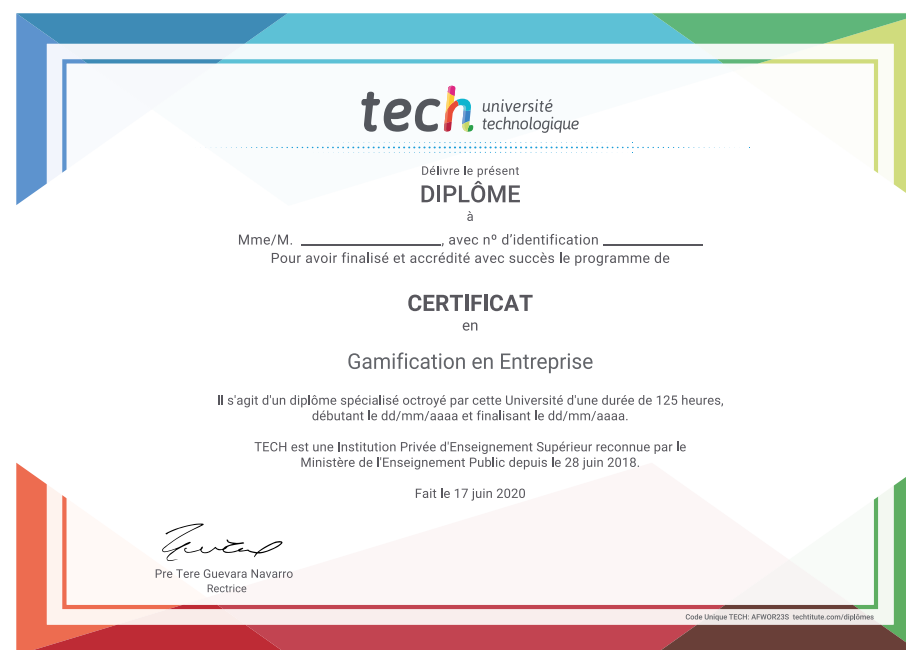 tech université
technologique
Délivre le présent
DIPLÔME
à
Mme/M. ____________________, avec nº d'identification ______________
Pour avoir finalisé et accrédité avec succès le programme de
CERTIFICAT
en
Gamification en Entreprise
Il s'agit d'un diplôme spécialisé octroyé par cette Université d'une durée de 125 heures,
débutant le dd/mm/aaaa et finalisant le dd/mm/aaaa.
TECH est une Institution Privée d'Enseignement Supérieur reconnue par le
Ministère de l'Enseignement Public depuis le 28 juin 2018.
Fait le 17 juin 2020
Pre Tere Guevara Navarro
Rectrice
Code Unique TECH: AFWOR23S techtitute.com/diplômes